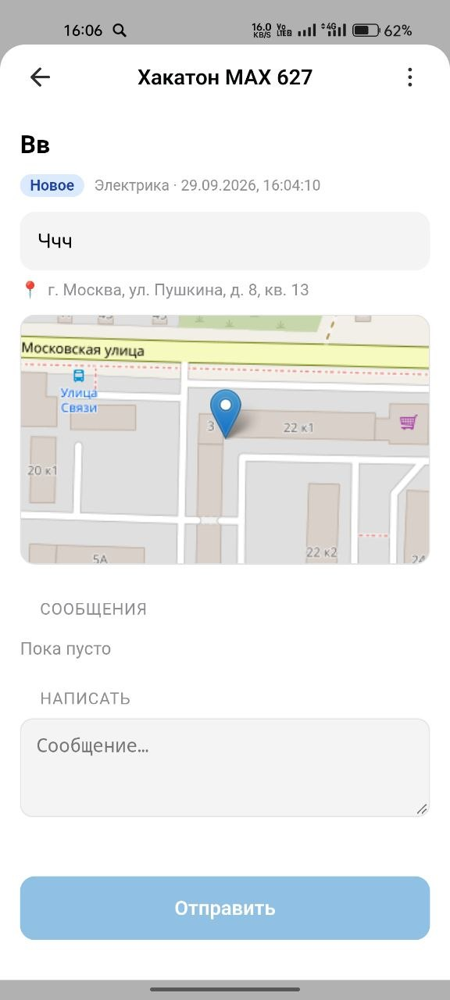 16:06
16.0 KB/S Vo LTE2 4G 62%
Хакатон MAX 627
Вв
Новое Электрика · 29.09.2026, 16:04:10
Ччч
г. Москва, ул. Пушкина, д. 8, кв. 13
Московская улица
Улица
Связи
3
22 к1
20 к1
5А
22 к2
СООБЩЕНИЯ
Пока пусто
НАПИСАТЬ
Сообщение…
Отправить